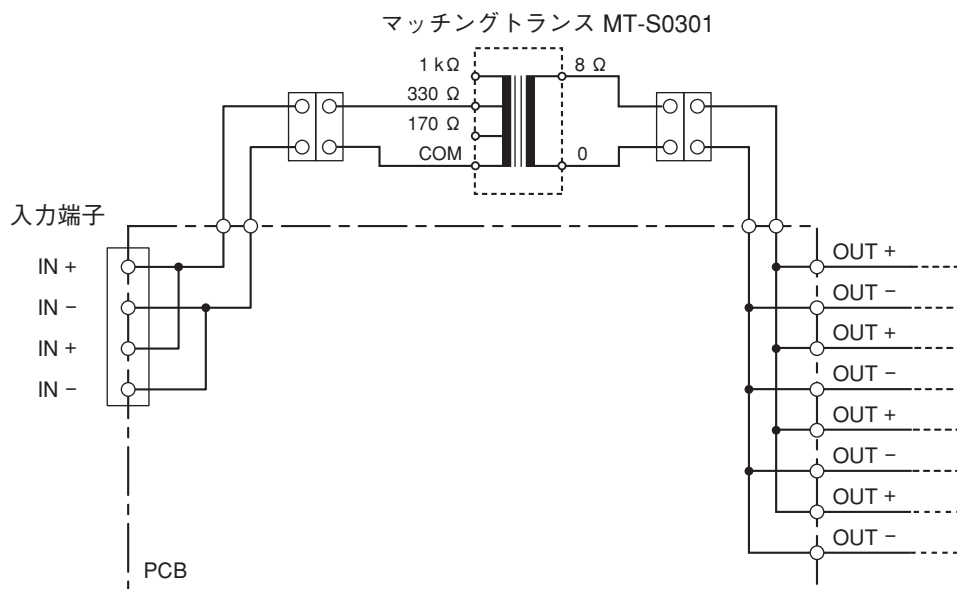 マッチングトランス MT-S0301
1 kΩ
330 Ω
170 Ω
COM
8 Ω
0
入力端子
IN +
IN −
IN +
IN −
OUT +
OUT −
OUT +
OUT −
OUT +
OUT −
OUT +
OUT −
PCB